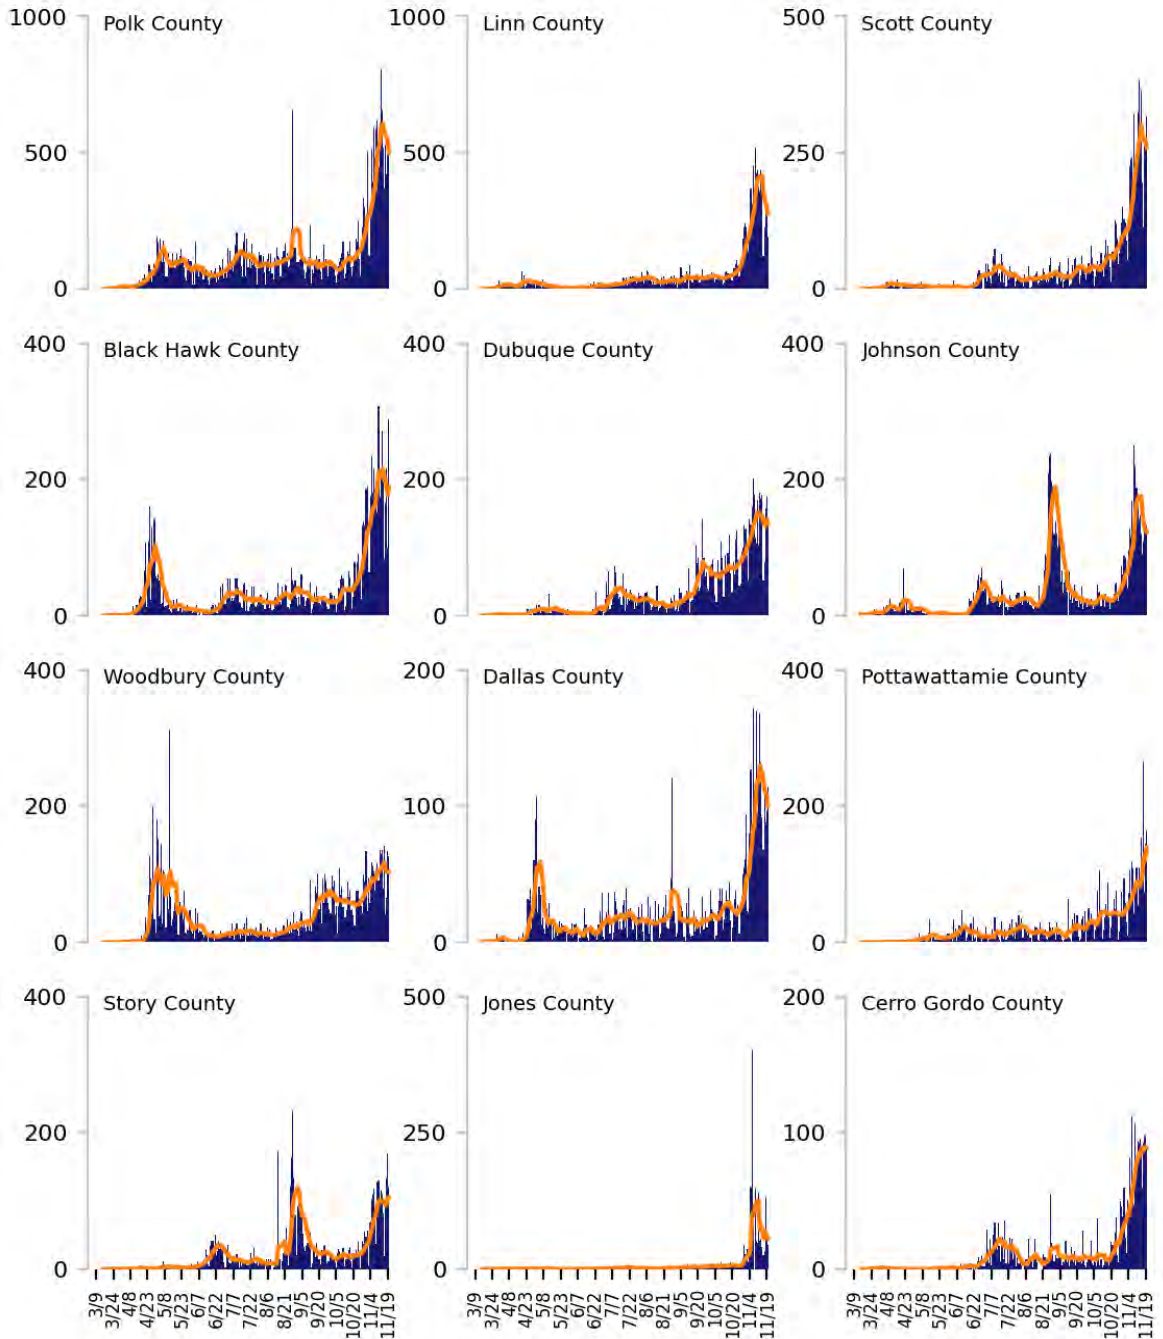 1000 Polk County
500
0
1000 Linn County
500
0
500 Scott County
250
0
400 Black Hawk County
200
0
400 Dubuque County
200
0
400 Johnson County
200
0
400 Woodbury County
200
0
200 Dallas County
100
0
400 Pottawattamie County
200
0
400 Story County
200
0
500 Jones County
250
0
200 Cerro Gordo County
100
0
3/9 3/24 4/8 4/23 5/8 5/23 6/7 6/22 7/7 7/22 8/6 8/21 9/5 9/20 10/5 10/20 11/4 11/19
3/9 3/24 4/8 4/23 5/8 5/23 6/7 6/22 7/7 7/22 8/6 8/21 9/5 9/20 10/5 10/20 11/4 11/19
3/9 3/24 4/8 4/23 5/8 5/23 6/7 6/22 7/7 7/22 8/6 8/21 9/5 9/20 10/5 10/20 11/4 11/19